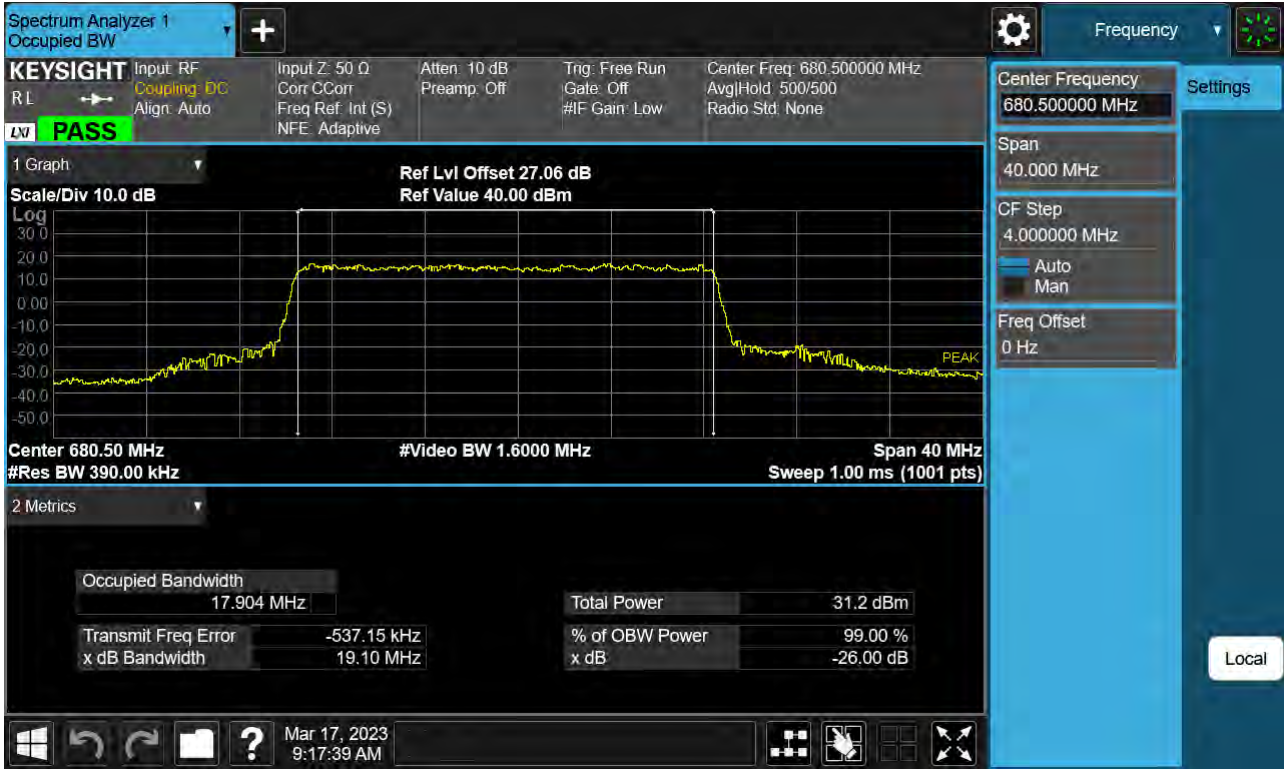 Spectrum Analyzer 1
Occupied BW
+
Frequency
KEYSIGHT
R L
LXI PASS
Input: RF
Coupling: DC
Align: Auto
Input Z: 50 Ω
Corr CCorr
Freq Ref: Int (S)
NFE: Adaptive
Atten: 10 dB
Preamp: Off
Trig: Free Run
Gate: Off
#IF Gain: Low
Center Freq: 680.500000 MHz
Avg|Hold: 500/500
Radio Std: None
Center Frequency
680.500000 MHz
Settings
Span
40.000 MHz
CF Step
4.000000 MHz
Auto
Man
Freq Offset
0 Hz
1 Graph
Scale/Div 10.0 dB
Ref Lvl Offset 27.06 dB
Ref Value 40.00 dBm
Log
30.0
20.0
10.0
0.00
-10.0
-20.0
-30.0
-40.0
-50.0
PEAK
Center 680.50 MHz
#Video BW 1.6000 MHz
Span 40 MHz
#Res BW 390.00 kHz
Sweep 1.00 ms (1001 pts)
2 Metrics
Occupied Bandwidth
17.904 MHz
Total Power 31.2 dBm
Transmit Freq Error -537.15 kHz
% of OBW Power 99.00 %
x dB Bandwidth 19.10 MHz
x dB -26.00 dB
Local
?
Mar 17, 2023
9:17:39 AM